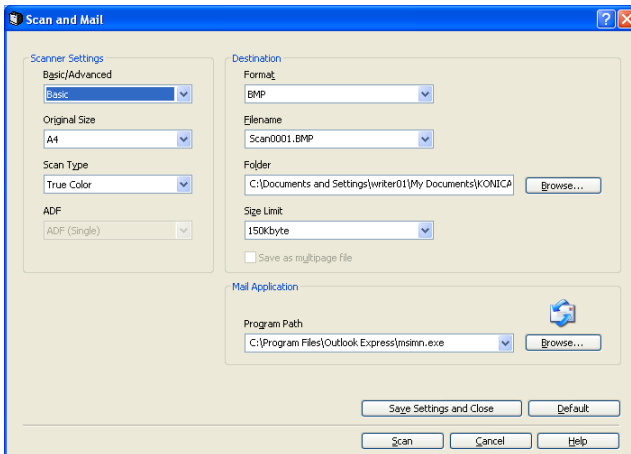 Scan and Mail
Scanner Settings
Basic/Advanced
Basic
Original Size
A4
Scan Type
True Color
ADF
ADF (Single)
Destination
Format
BMP
Filename
Scan0001.BMP
Folder
C:\Documents and Settings\writer01\My Documents\KONICA Browse...
Size Limit
150Kbyte
Save as multipage file
Mail Application
Program Path
C:\Program Files\Outlook Express\msimn.exe Browse...
Save Settings and Close Default
Scan Cancel Help